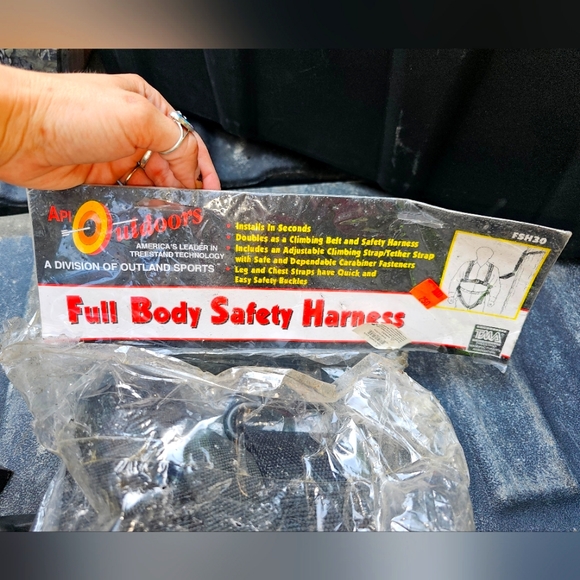 API Outdoors
AMERICA'S LEADER IN
TREESTAND TECHNOLOGY
A DIVISION OF OUTLAND SPORTS
Installs In Seconds
Doubles as a Climbing Belt and Safety Harness
Includes an Adjustable Climbing Strap/Tether Strap
with Safe and Dependable Carabiner Fasteners
Leg and Chest Straps have Quick and
Easy Safety Buckles
FSH30
Full Body Safety Harness
TMA